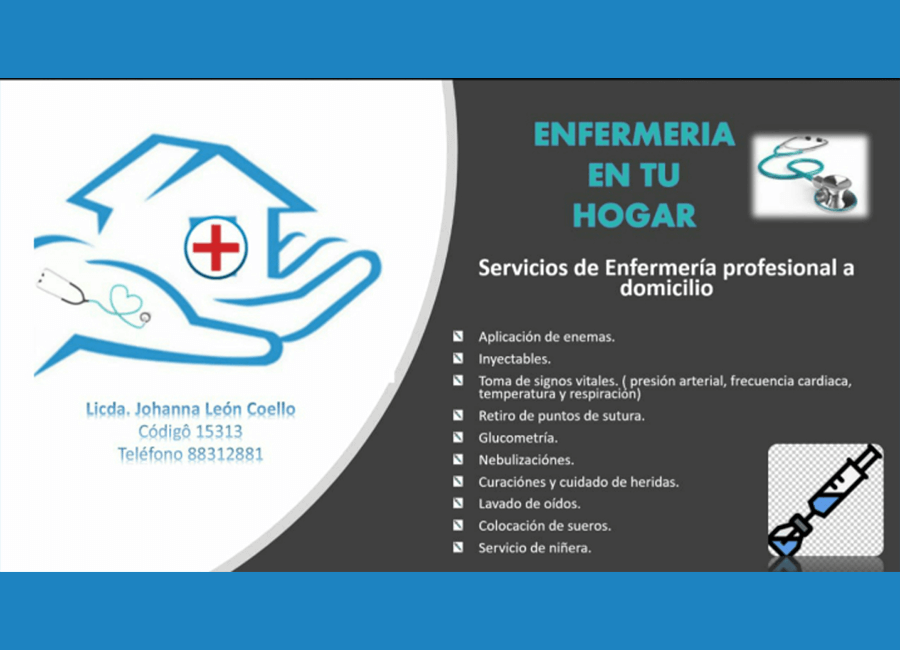 ENFERMERIA
EN TU
HOGAR
Servicios de Enfermería profesional a
domicilio
Aplicación de enemas.
Inyectables.
Toma de signos vitales. ( presión arterial, frecuencia cardiaca,
temperatura y respiración)
Retiro de puntos de sutura.
Glucometría.
Nebulizaciónes.
Curaciónes y cuidado de heridas.
Lavado de oídos.
Colocación de sueros.
Servicio de niñera.
Licda. Johanna León Coello
Códigô 15313
Teléfono 88312881